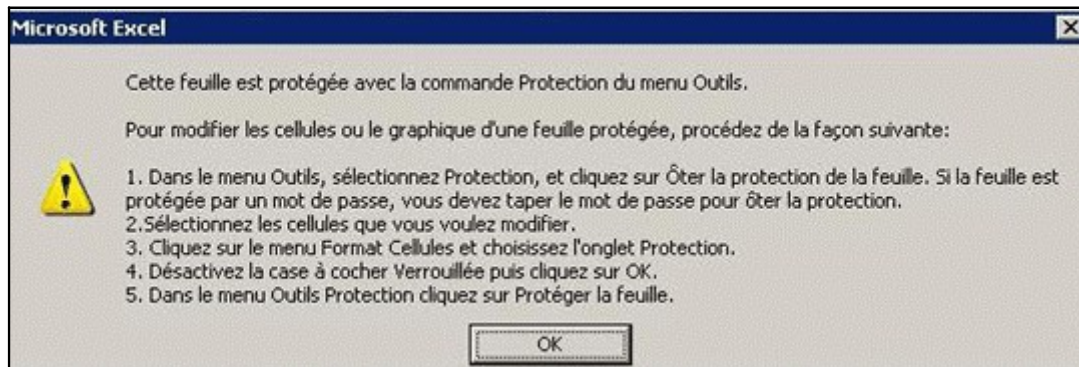 Microsoft Excel
Cette feuille est protégée avec la commande Protection du menu Outils.
Pour modifier les cellules ou le graphique d'une feuille protégée, procédez de la façon suivante:
1. Dans le menu Outils, sélectionnez Protection, et cliquez sur Ôter la protection de la feuille. Si la feuille est
protégée par un mot de passe, vous devez taper le mot de passe pour ôter la protection.
2.Sélectionnez les cellules que vous voulez modifier.
3. Cliquez sur le menu Format Cellules et choisissez l'onglet Protection.
4. Désactivez la case à cocher Verrouillée puis cliquez sur OK.
5. Dans le menu Outils Protection cliquez sur Protéger la feuille.
OK